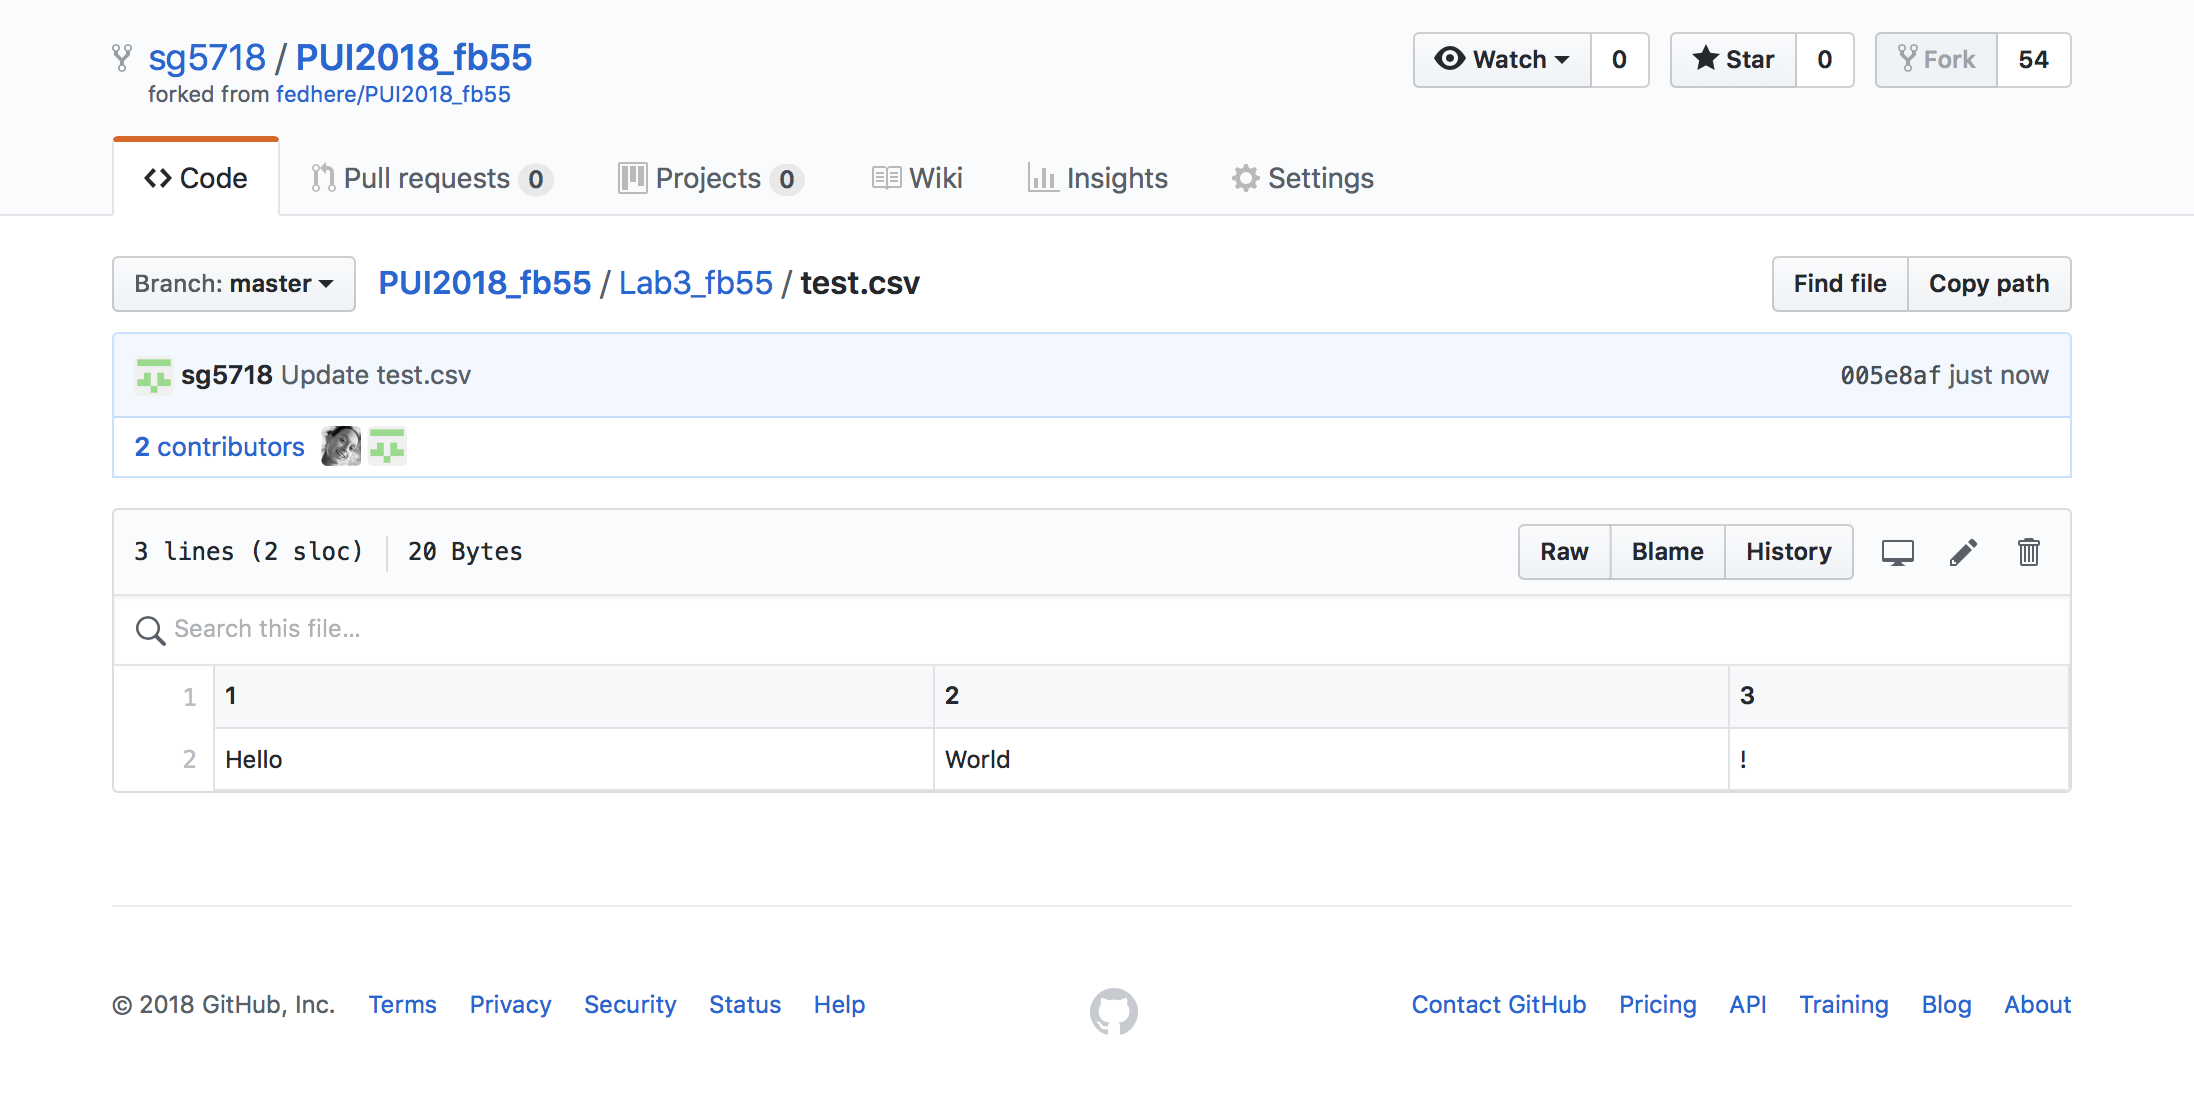 sg5718 / PUI2018_fb55
forked from fedhere/PUI2018_fb55
Watch 0 Star 0 Fork 54
Code Pull requests 0 Projects 0 Wiki Insights Settings
Branch: master PUI2018_fb55 / Lab3_fb55 / test.csv Find file Copy path
sg5718 Update test.csv 005e8af just now
2 contributors
3 lines (2 sloc) 20 Bytes Raw Blame History
Search this file...
1 1 2 3
2 Hello World !
© 2018 GitHub, Inc. Terms Privacy Security Status Help Contact GitHub Pricing API Training Blog About